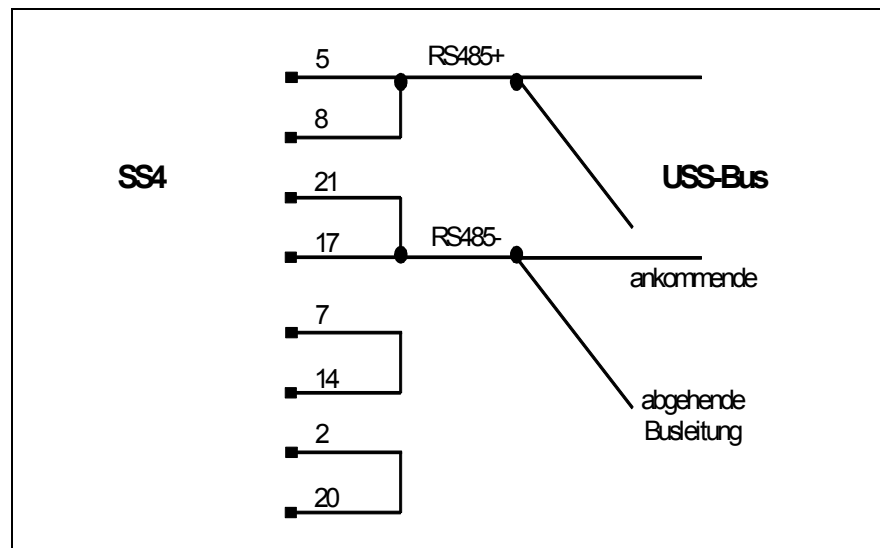 5
RS485+
8
SS4
21
USS-Bus
17
RS485-
ankommende
7
14
abgehende
Busleitung
2
20